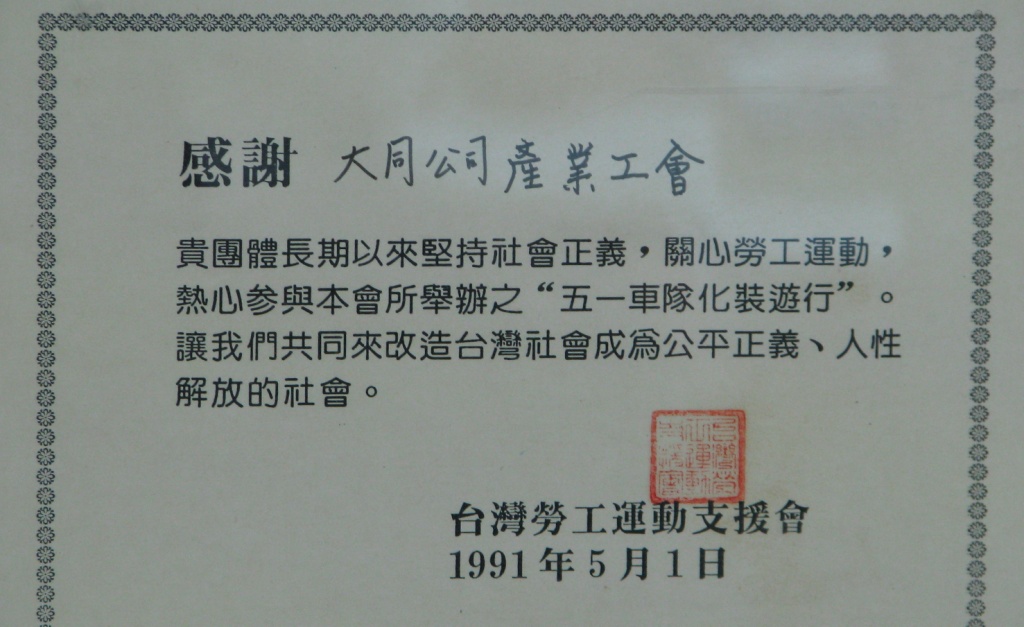 感謝 大同公司產業工會
貴團體長期以來堅持社會正義，關心勞工運動，
熱心參與本會所舉辦之“五一車隊化裝遊行”。
讓我們共同來改造台灣社會成為公平正義、人性
解放的社會。
台灣勞工運動支援會
1991年5月1日